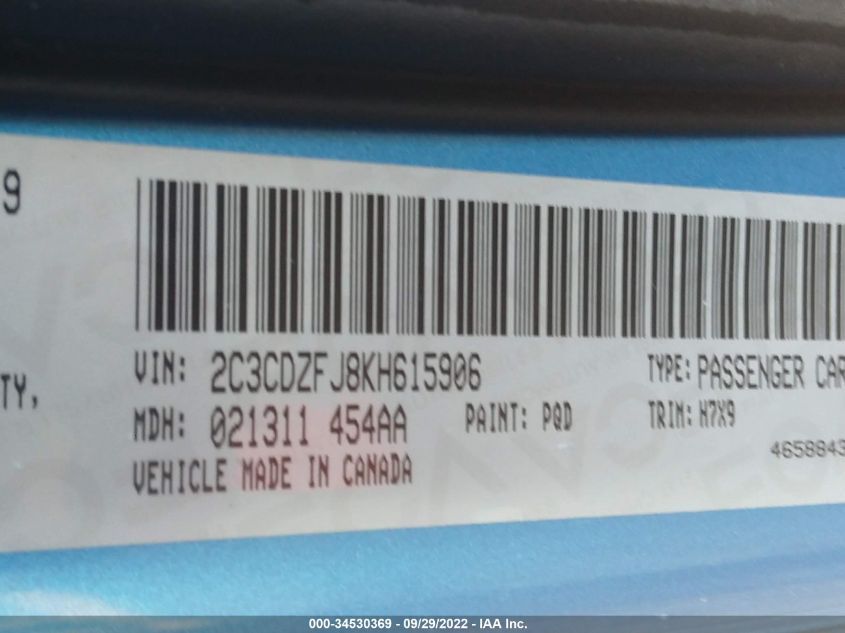 9
VIN: 2C3CDZFJ8KH615906 TYPE: PASSENGER CAR
TY,
MDH: 021311 454AA PAINT: PQD TRIM: H7X9
VEHICLE MADE IN CANADA 4658843
000-34530369 - 09/29/2022 - IAA Inc.